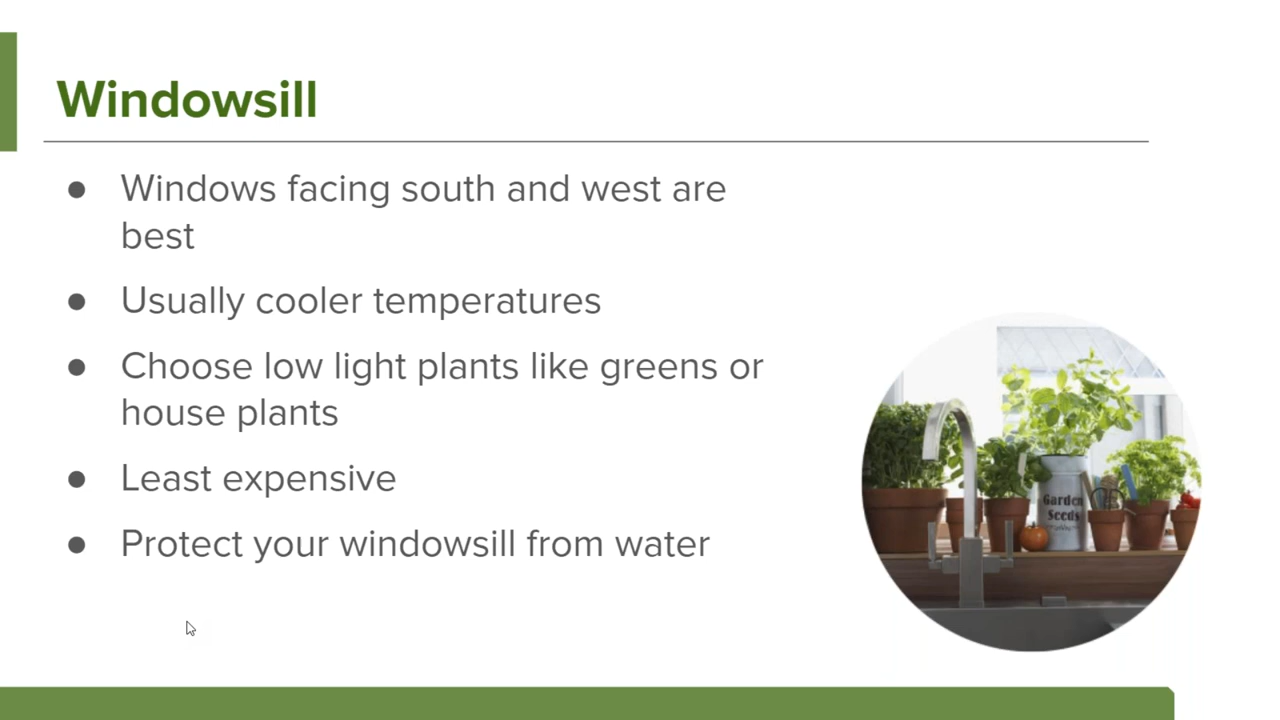 Windowsill
● Windows facing south and west are
best
● Usually cooler temperatures
● Choose low light plants like greens or
house plants
● Least expensive
● Protect your windowsill from water
Garden
Seeds